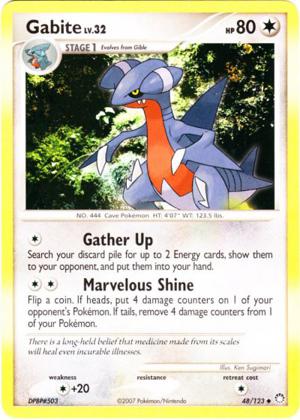 Gabite LV.32 HP 80
STAGE 1 Evolves from Gible
NO. 444 Cave Pokémon HT: 4'07" WT: 123.5 lbs.
Gather Up
Search your discard pile for up to 2 Energy cards, show them
to your opponent, and put them into your hand.
Marvelous Shine
Flip a coin. If heads, put 4 damage counters on 1 of your
opponent's Pokémon. If tails, remove 4 damage counters from
1 of your Pokémon.
There is a long-held belief that medicine made from its scales
will heal even incurable illnesses.
Illus. Ken Sugimori
weakness resistance retreat cost
+20
DPBP#503 ©2007 Pokémon/Nintendo 48/123